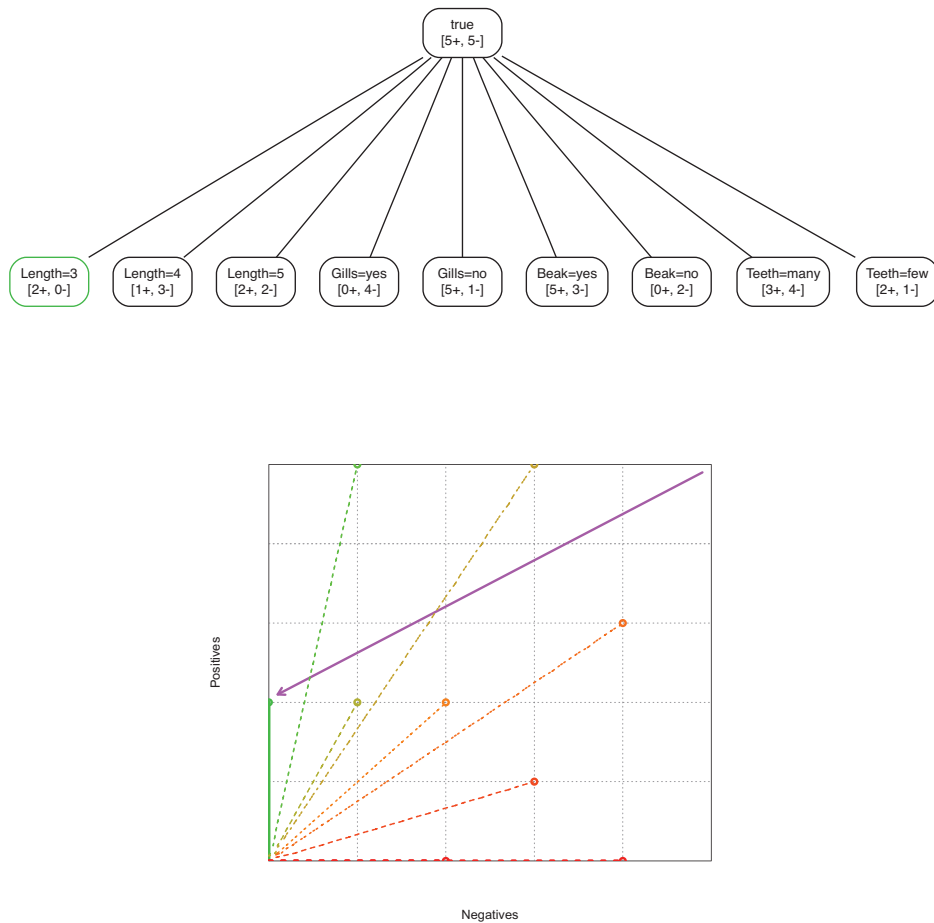 true
[5+, 5-]
Length=3
[2+, 0-]
Length=4
[1+, 3-]
Length=5
[2+, 2-]
Gills=yes
[0+, 4-]
Gills=no
[5+, 1-]
Beak=yes
[5+, 3-]
Beak=no
[0+, 2-]
Teeth=many
[3+, 4-]
Teeth=few
[2+, 1-]
Positives
Negatives